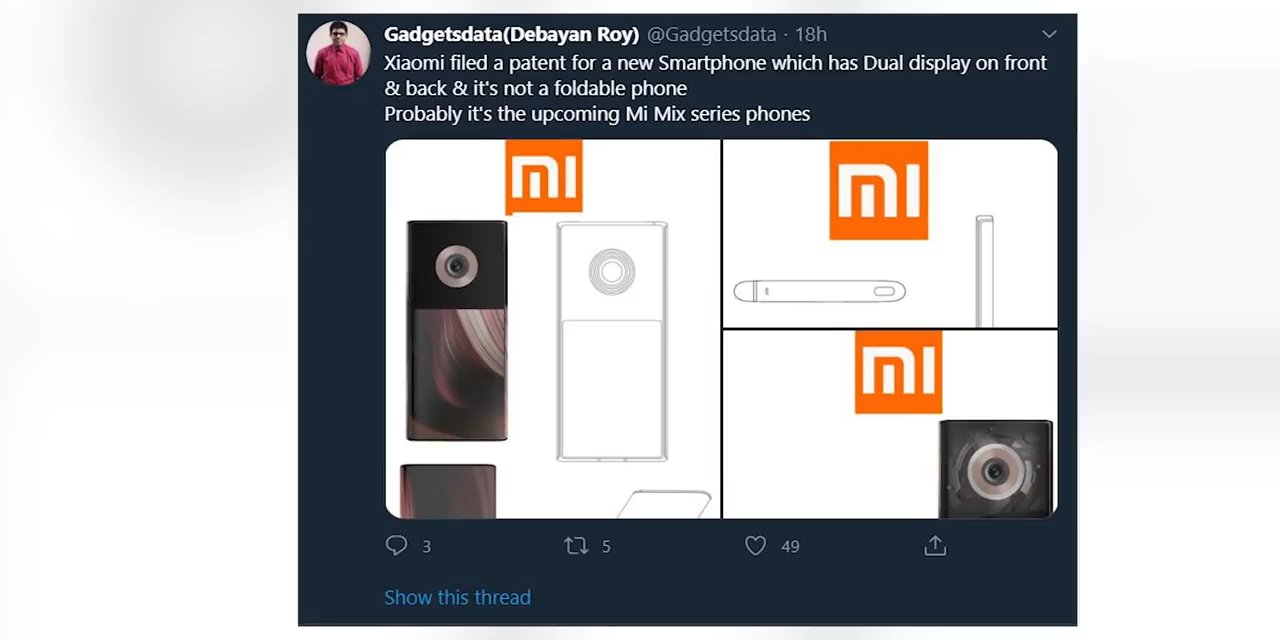 Gadgetsdata(Debayan Roy) @Gadgetsdata · 18h
Xiaomi filed a patent for a new Smartphone which has Dual display on front
& back & it's not a foldable phone
Probably it's the upcoming Mi Mix series phones
mi
mi
mi
3 5 49
Show this thread